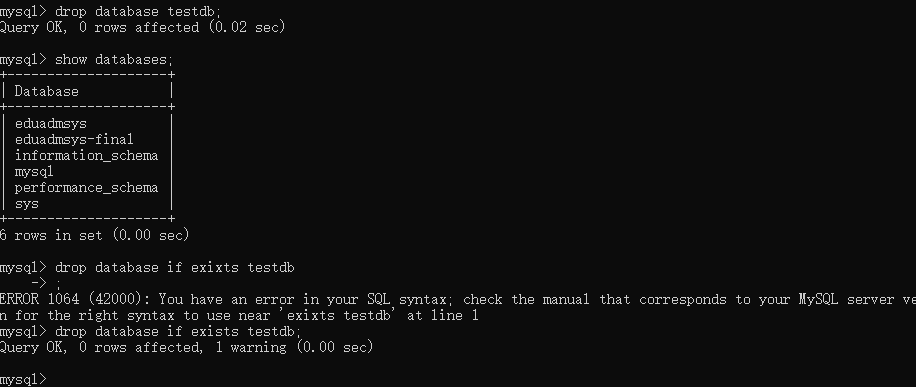 mysql> drop database testdb;
Query OK, 0 rows affected (0.02 sec)
mysql> show databases;
+--------------------+
| Database           |
+--------------------+
| eduadmsys          |
| eduadmsys-final    |
| information_schema |
| mysql              |
| performance_schema |
| sys                |
+--------------------+
6 rows in set (0.00 sec)
mysql> drop database if exixts testdb
    -> ;
ERROR 1064 (42000): You have an error in your SQL syntax; check the manual that corresponds to your MySQL server ve
n for the right syntax to use near 'exixts testdb' at line 1
mysql> drop database if exists testdb;
Query OK, 0 rows affected, 1 warning (0.00 sec)
mysql>